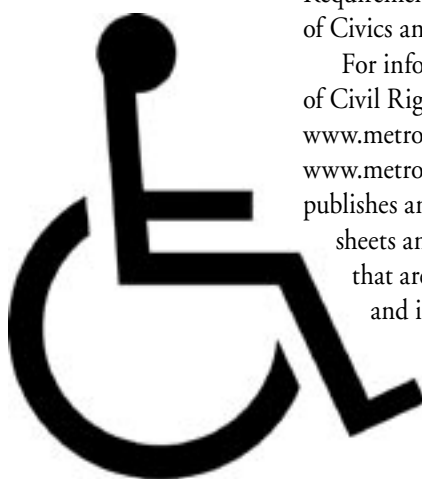 of Civics an
For info
of Civil Rig
www.metro
www.metro
publishes an
sheets an
that are
and i